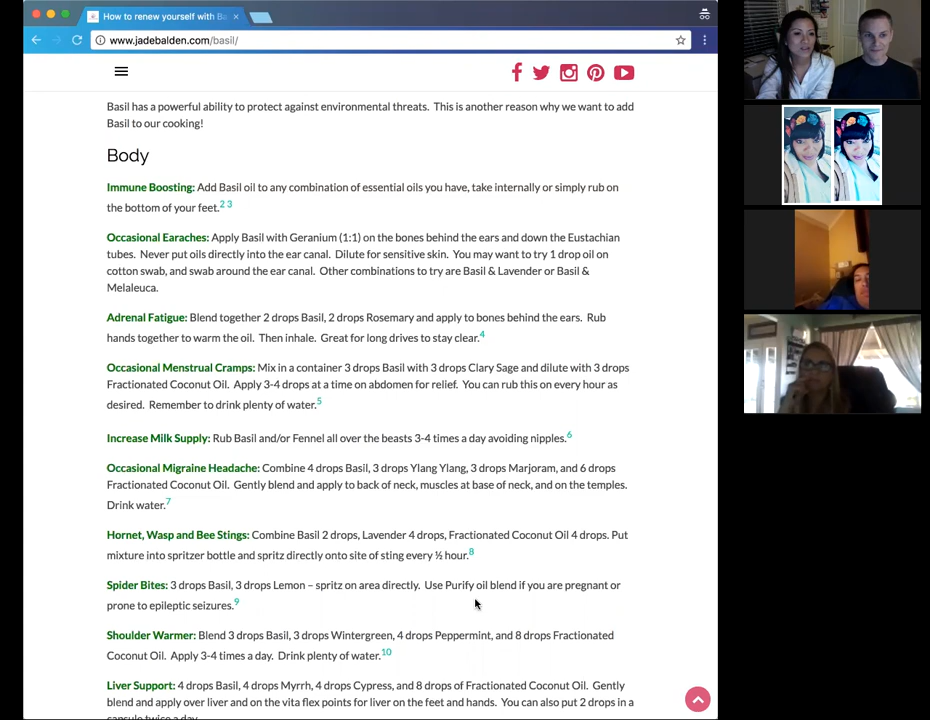 How to renew yourself with Ba
www.jadebalden.com/basil/
Basil has a powerful ability to protect against environmental threats.  This is another reason why we want to add
Basil to our cooking!
Body
Immune Boosting: Add Basil oil to any combination of essential oils you have, take internally or simply rub on
the bottom of your feet.2 3
Occasional Earaches: Apply Basil with Geranium (1:1) on the bones behind the ears and down the Eustachian
tubes.  Never put oils directly into the ear canal.  Dilute for sensitive skin.  You may want to try 1 drop oil on
cotton swab, and swab around the ear canal.  Other combinations to try are Basil & Lavender or Basil &
Melaleuca.
Adrenal Fatigue: Blend together 2 drops Basil, 2 drops Rosemary and apply to bones behind the ears.  Rub
hands together to warm the oil.  Then inhale.  Great for long drives to stay clear.4
Occasional Menstrual Cramps: Mix in a container 3 drops Basil with 3 drops Clary Sage and dilute with 3 drops
Fractionated Coconut Oil.  Apply 3-4 drops at a time on abdomen for relief.  You can rub this on every hour as
desired.  Remember to drink plenty of water.5
Increase Milk Supply: Rub Basil and/or Fennel all over the beasts 3-4 times a day avoiding nipples.6
Occasional Migraine Headache: Combine 4 drops Basil, 3 drops Ylang Ylang, 3 drops Marjoram, and 6 drops
Fractionated Coconut Oil.  Gently blend and apply to back of neck, muscles at base of neck, and on the temples.
Drink water.7
Hornet, Wasp and Bee Stings: Combine Basil 2 drops, Lavender 4 drops, Fractionated Coconut Oil 4 drops. Put
mixture into spritzer bottle and spritz directly onto site of sting every ½ hour.8
Spider Bites: 3 drops Basil, 3 drops Lemon – spritz on area directly.  Use Purify oil blend if you are pregnant or
prone to epileptic seizures.9
Shoulder Warmer: Blend 3 drops Basil, 3 drops Wintergreen, 4 drops Peppermint, and 8 drops Fractionated
Coconut Oil.  Apply 3-4 times a day.  Drink plenty of water.10
Liver Support: 4 drops Basil, 4 drops Myrrh, 4 drops Cypress, and 8 drops of Fractionated Coconut Oil.  Gently
blend and apply over liver and on the vita flex points for liver on the feet and hands.  You can also put 2 drops in a
capsule twice a day